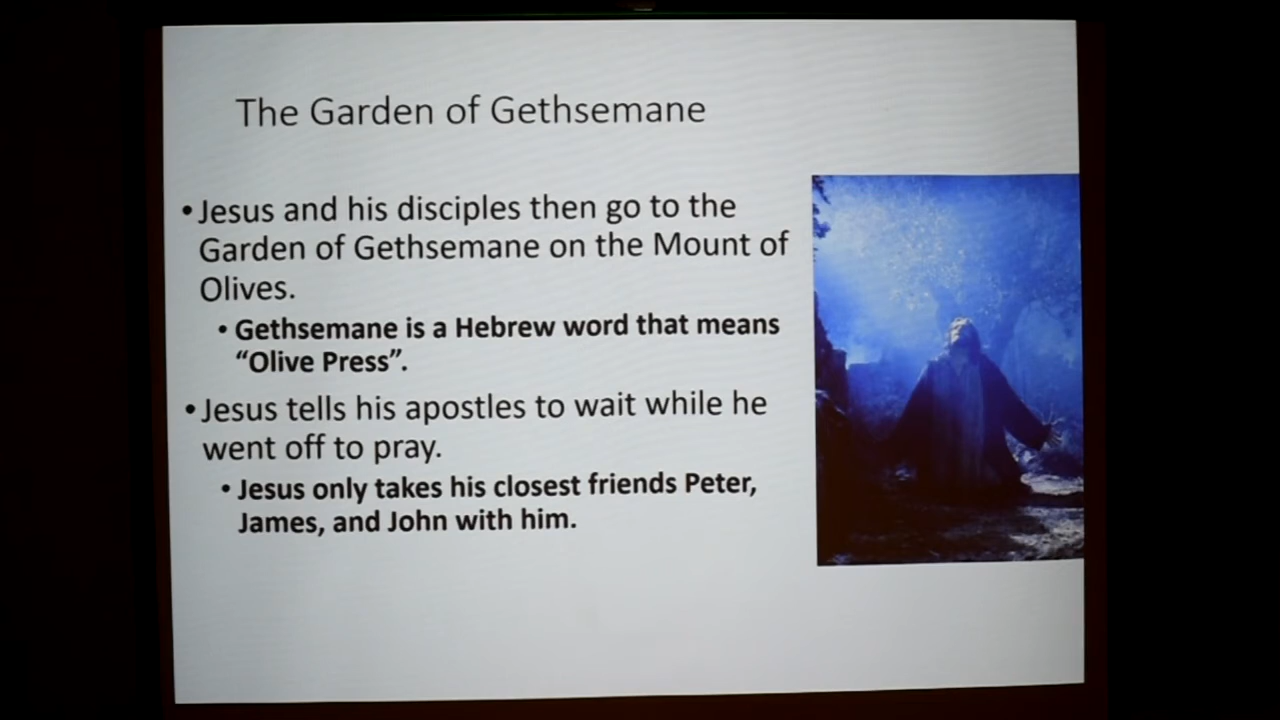 The Garden of Gethsemane
•Jesus and his disciples then go to the
Garden of Gethsemane on the Mount of
Olives.
• Gethsemane is a Hebrew word that means
“Olive Press”.
•Jesus tells his apostles to wait while he
went off to pray.
• Jesus only takes his closest friends Peter,
James, and John with him.